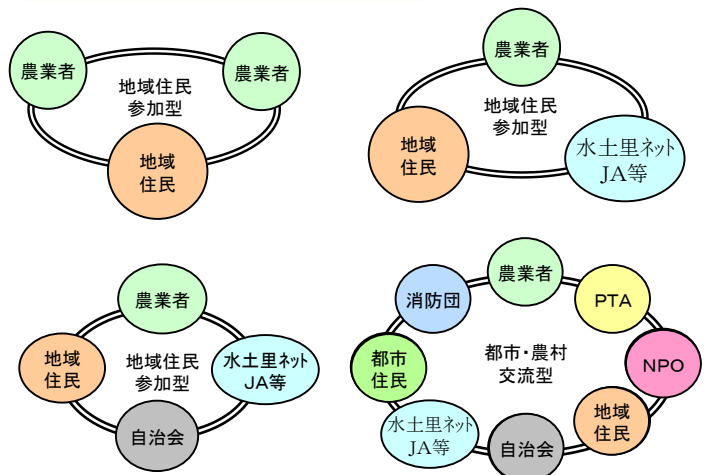 農業者
農業者
地域住民
参加型
地域
住民
農業者
地域住民
参加型
地域
住民
水土里ネット
JA等
農業者
地域
住民
地域住民
参加型
水土里ネット
JA等
自治会
農業者
消防団
PTA
都市
住民
都市・農村
交流型
NPO
水土里ネット
JA等
自治会
地域
住民